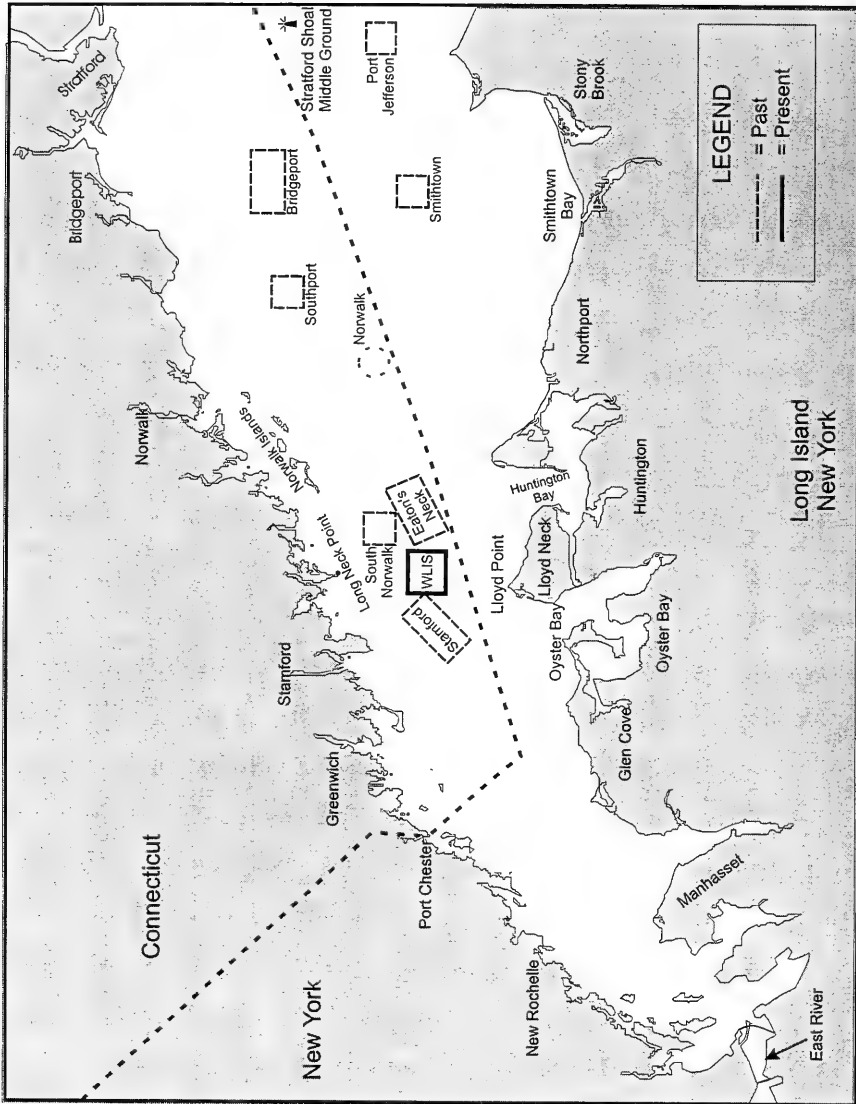 Connecticut
New York
Stratford
Bridgeport
Norwalk
Norwalk Islands
Long Neck Point
Stamford
Greenwich
Port Chester
New Rochelle
Stratford Shoal
Middle Ground
Bridgeport
Southport
Norwalk
South
Norwalk
Eaton's
Neck
WLIS
Stamford
Port
Jefferson
Smithtown
Stony
Brook
Smithtown
Bay
Northport
Huntington
Bay
Huntington
Lloyd Point
Lloyd Neck
Oyster Bay
Oyster Bay
Glen Cove
Manhasset
East River
Long Island
New York
LEGEND
= Past
= Present